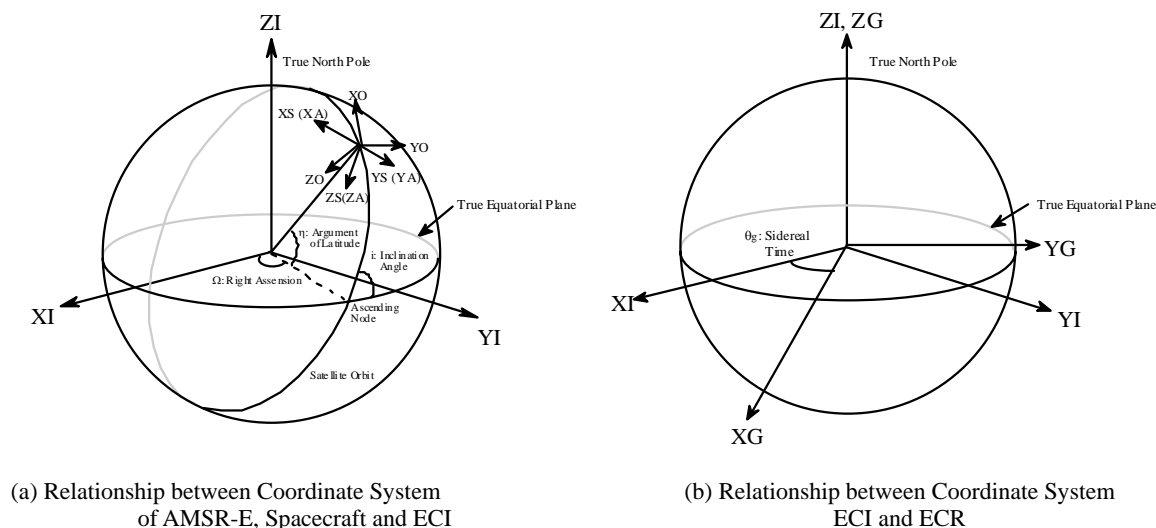 ZI
True North Pole
XO
XS (XA)
YO
ZO
YS (YA)
ZS(ZA)
True Equatorial Plane
η: Argument
of Latitude
i: Inclination
Angle
Ω: Right Assension
Ascending
Node
XI
YI
Satellite Orbit
(a) Relationship between Coordinate System
of AMSR-E, Spacecraft and ECI
ZI, ZG
True North Pole
True Equatorial Plane
θg: Sidereal
Time
YG
XI
YI
XG
(b) Relationship between Coordinate System
ECI and ECR